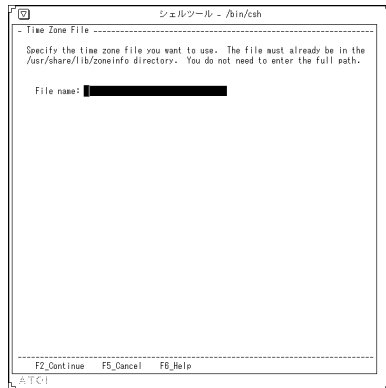 シェルツール - /bin/csh
- Time Zone File ---------------------------------------------------------------
Specify the time zone file you want to use. The file must already be in the
/usr/share/lib/zoneinfo directory. You do not need to enter the full path.
File name:
--------------------------------------------------------------------------------
F2_Continue F5_Cancel F6_Help